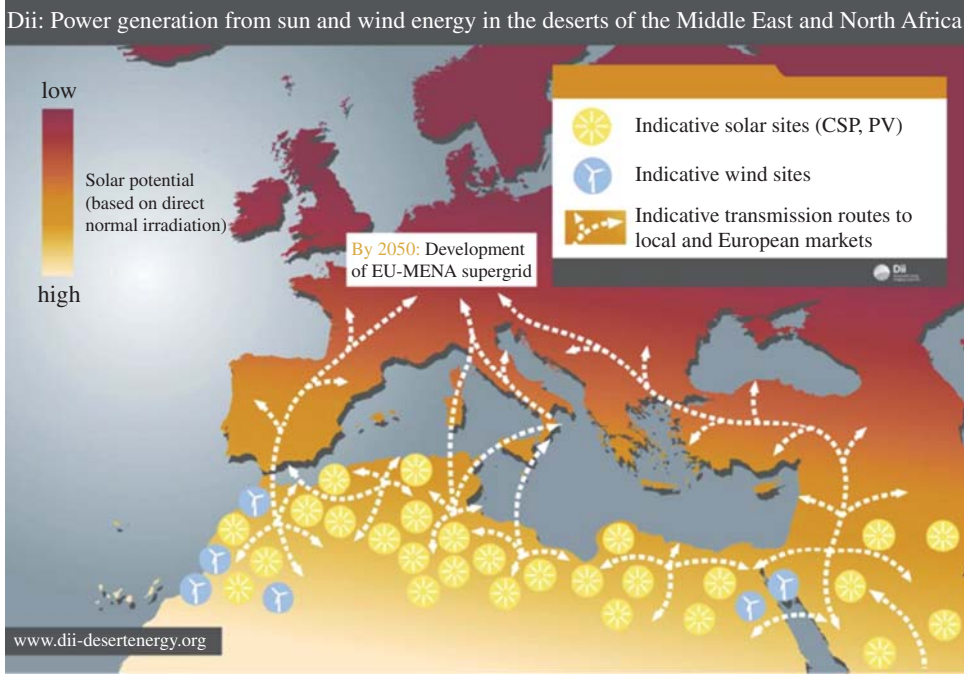 Dii: Power generation from sun and wind energy in the deserts of the Middle East and North Africa
low
Solar potential
(based on direct
normal irradiation)
high
Indicative solar sites (CSP, PV)
Indicative wind sites
Indicative transmission routes to
local and European markets
Dii
By 2050: Development
of EU-MENA supergrid
www.dii-desertenergy.org